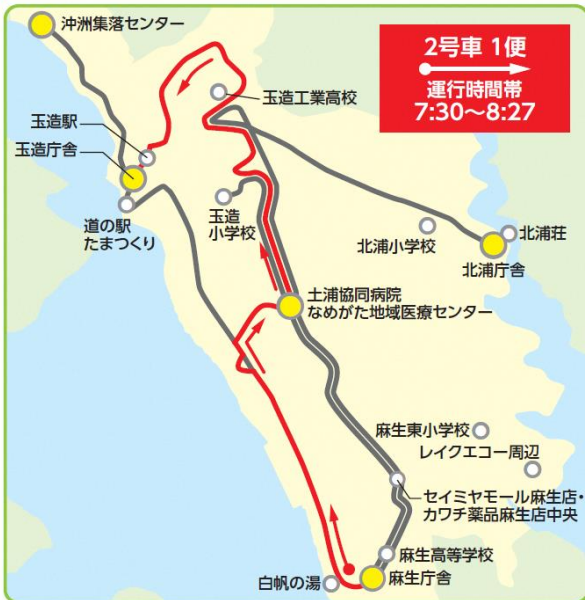 沖洲集落センター
2号車 1便
運行時間帯
7:30～8:27
玉造工業高校
玉造駅
玉造庁舎
道の駅
たまつくり
玉造
小学校
北浦小学校
北浦荘
北浦庁舎
土浦協同病院
なめがた地域医療センター
麻生東小学校
レイクエコー周辺
セイミヤモール麻生店・
カワチ薬品麻生店中央
麻生高等学校
白帆の湯
麻生庁舎